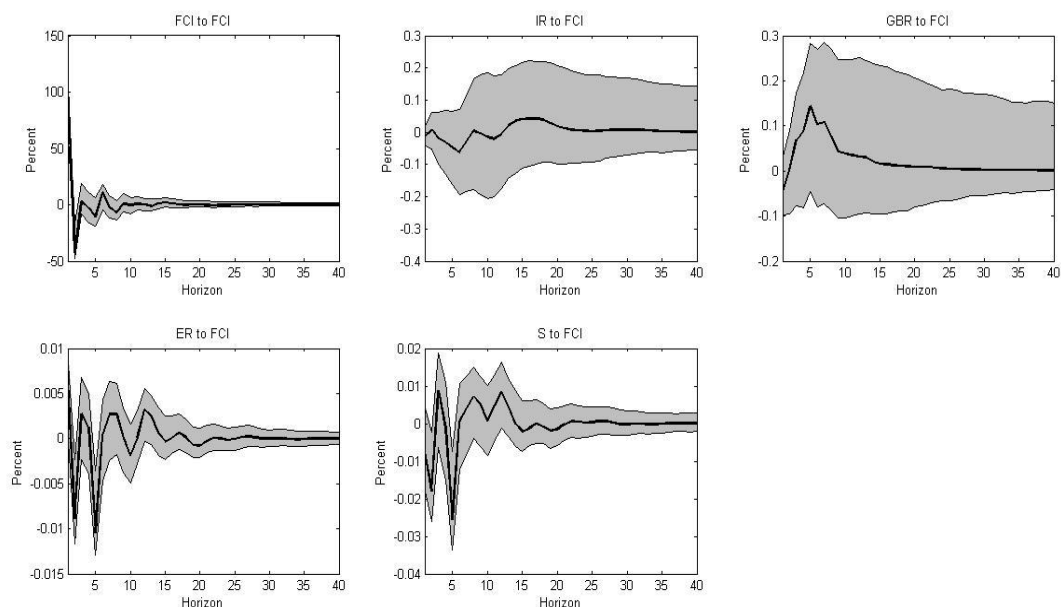 FCI to FCI
150
100
50
0
-50
Percent
5 10 15 20 25 30 35 40
Horizon
IR to FCI
0.3
0.2
0.1
0
-0.1
-0.2
-0.3
-0.4
Percent
5 10 15 20 25 30 35 40
Horizon
GBR to FCI
0.3
0.2
0.1
0
-0.1
-0.2
Percent
5 10 15 20 25 30 35 40
Horizon
ER to FCI
0.01
0.005
0
-0.005
-0.01
-0.015
Percent
5 10 15 20 25 30 35 40
Horizon
S to FCI
0.02
0.01
0
-0.01
-0.02
-0.03
-0.04
Percent
5 10 15 20 25 30 35 40
Horizon